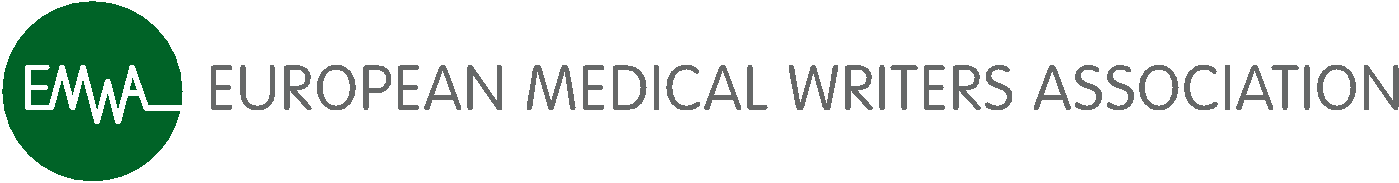 EMWA EUROPEAN MEDICAL WRITERS ASSOCIATION